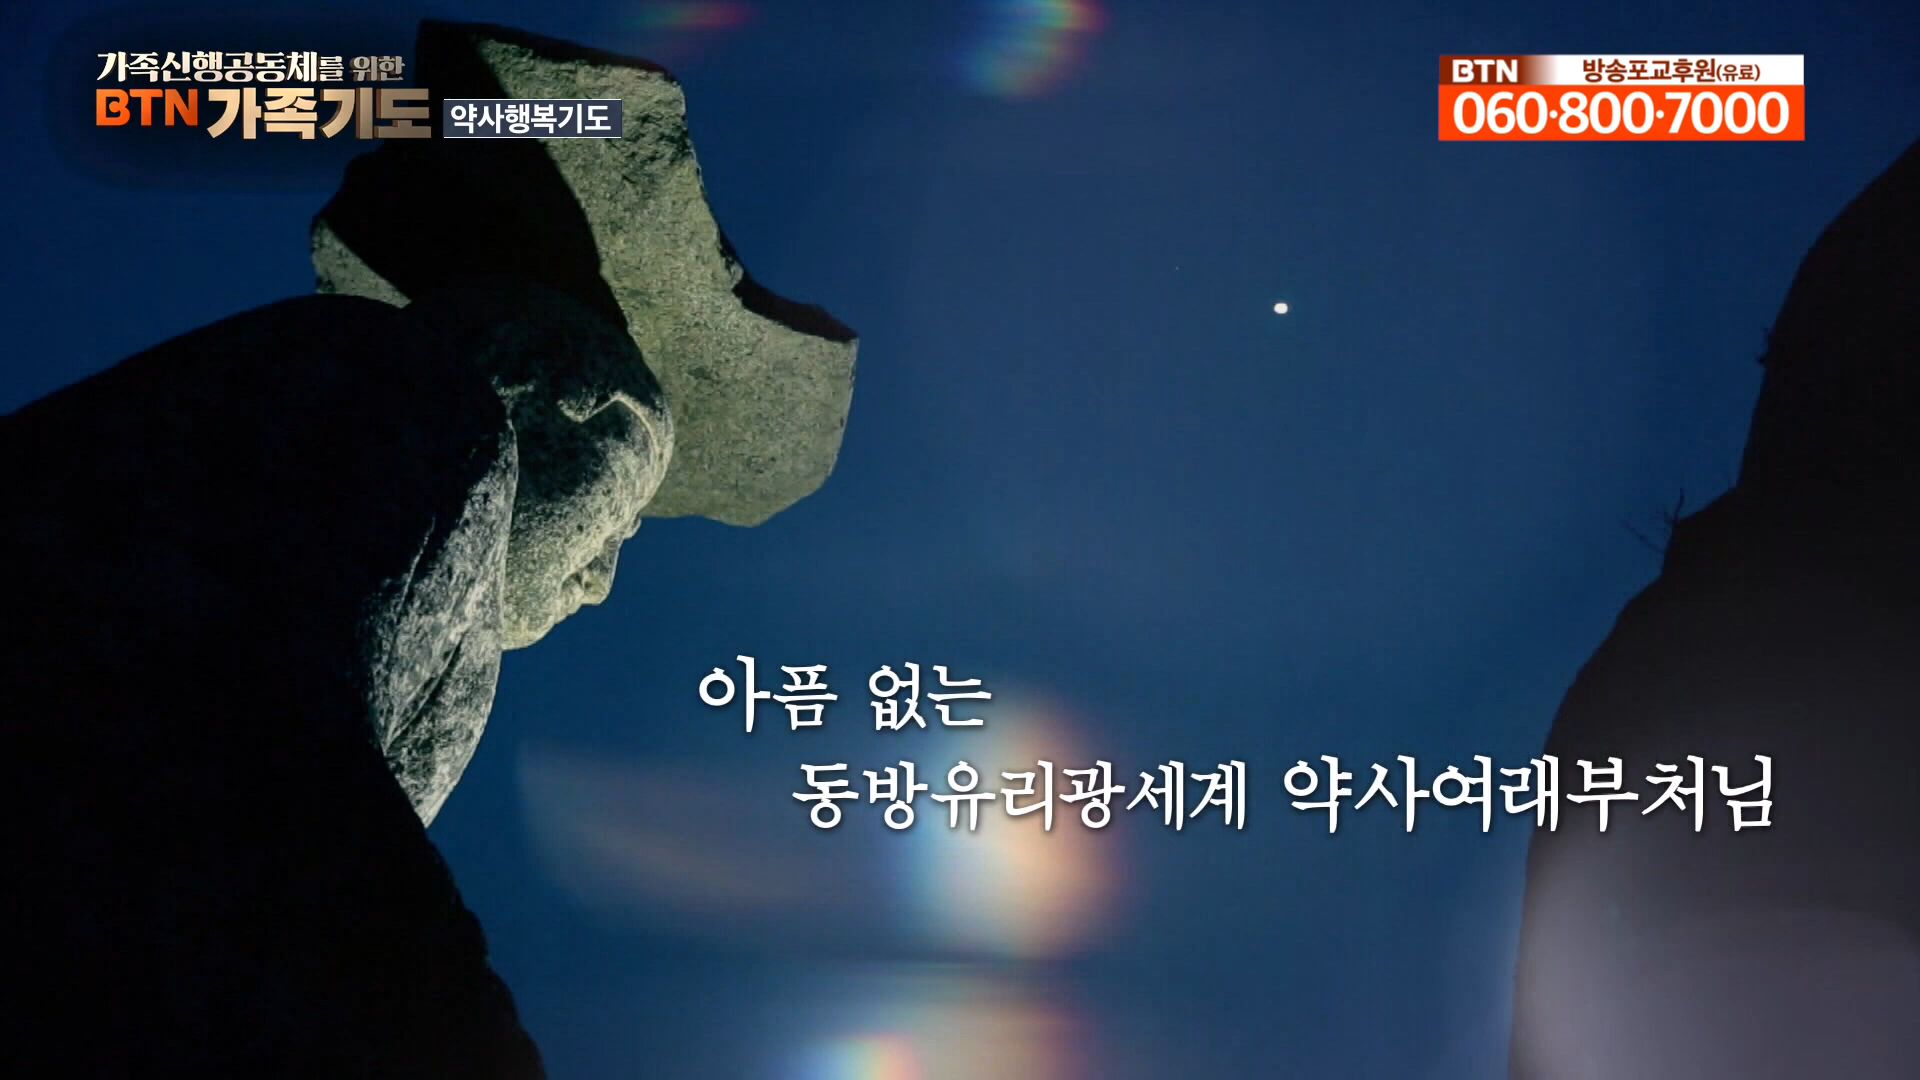 가족신행공동체를 위한
BTN 가족기도 약사행복기도
BTN 방송포교후원(유료)
060·800·7000
아픔 없는
동방유리광세계 약사여래부처님